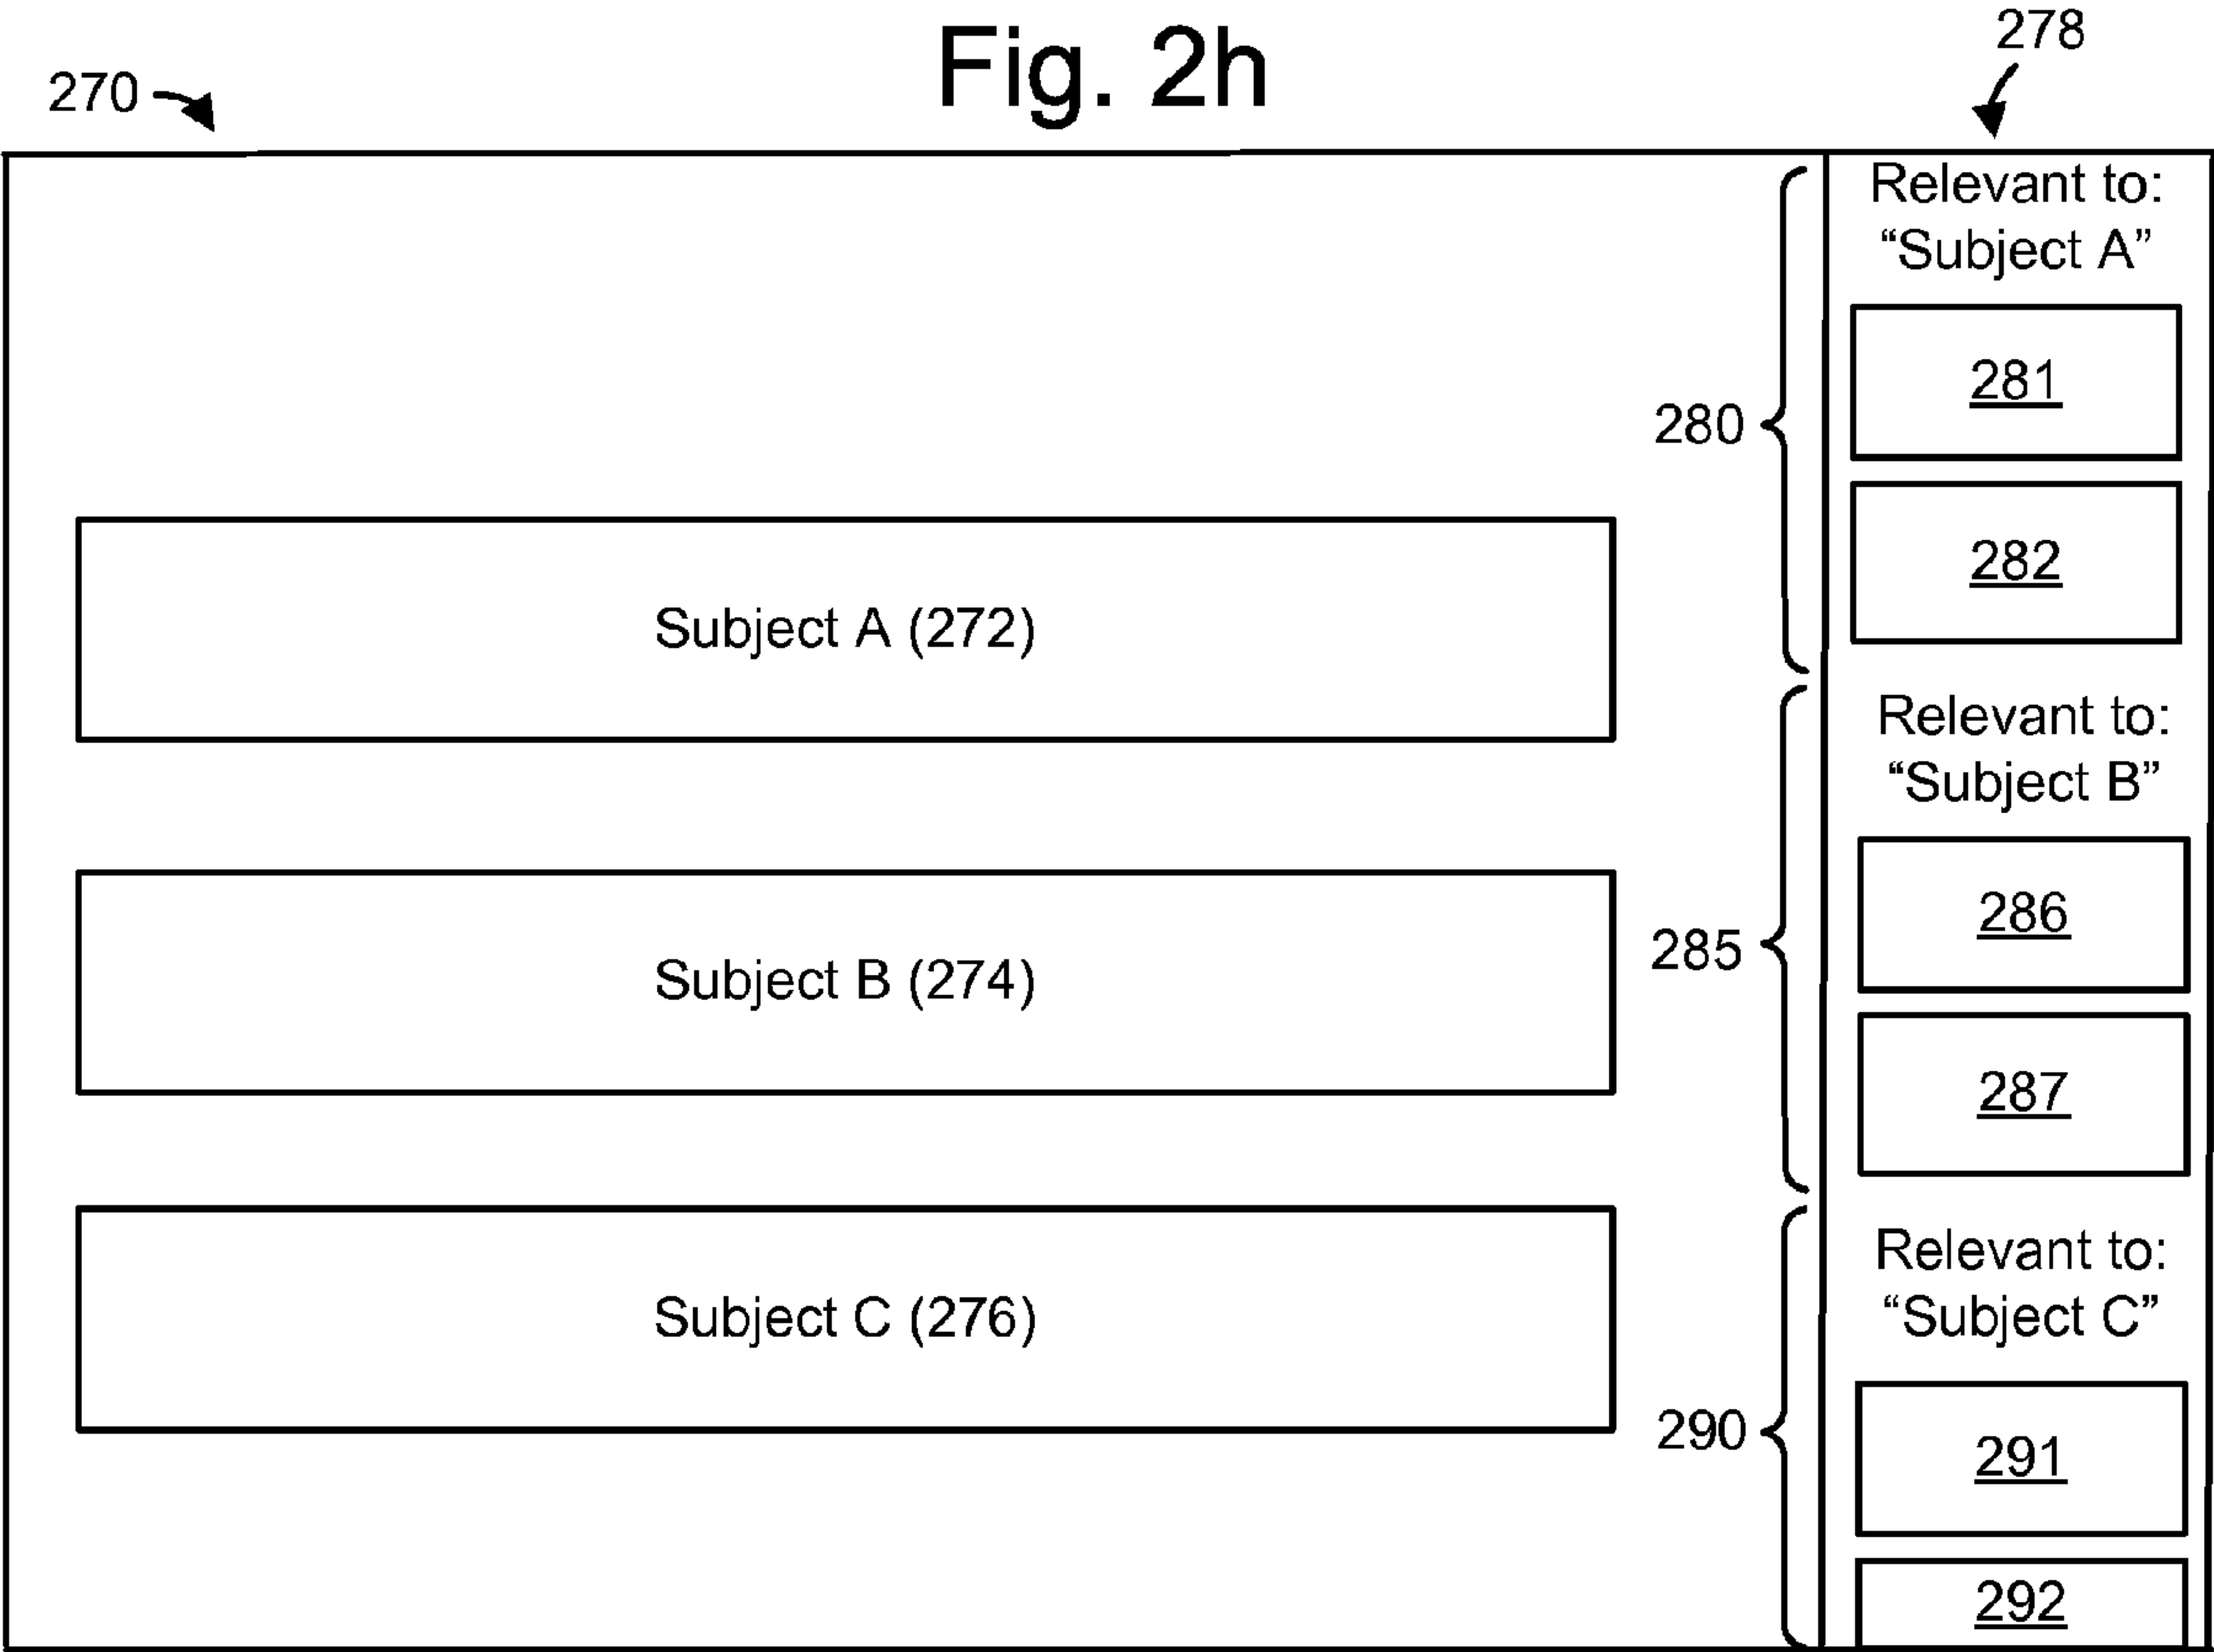 Fig. 2h
270
278
Relevant to:
“Subject A”
281
280
282
Subject A (272)
Relevant to:
“Subject B”
286
285
Subject B (274)
287
Relevant to:
“Subject C”
Subject C (276)
290
291
292